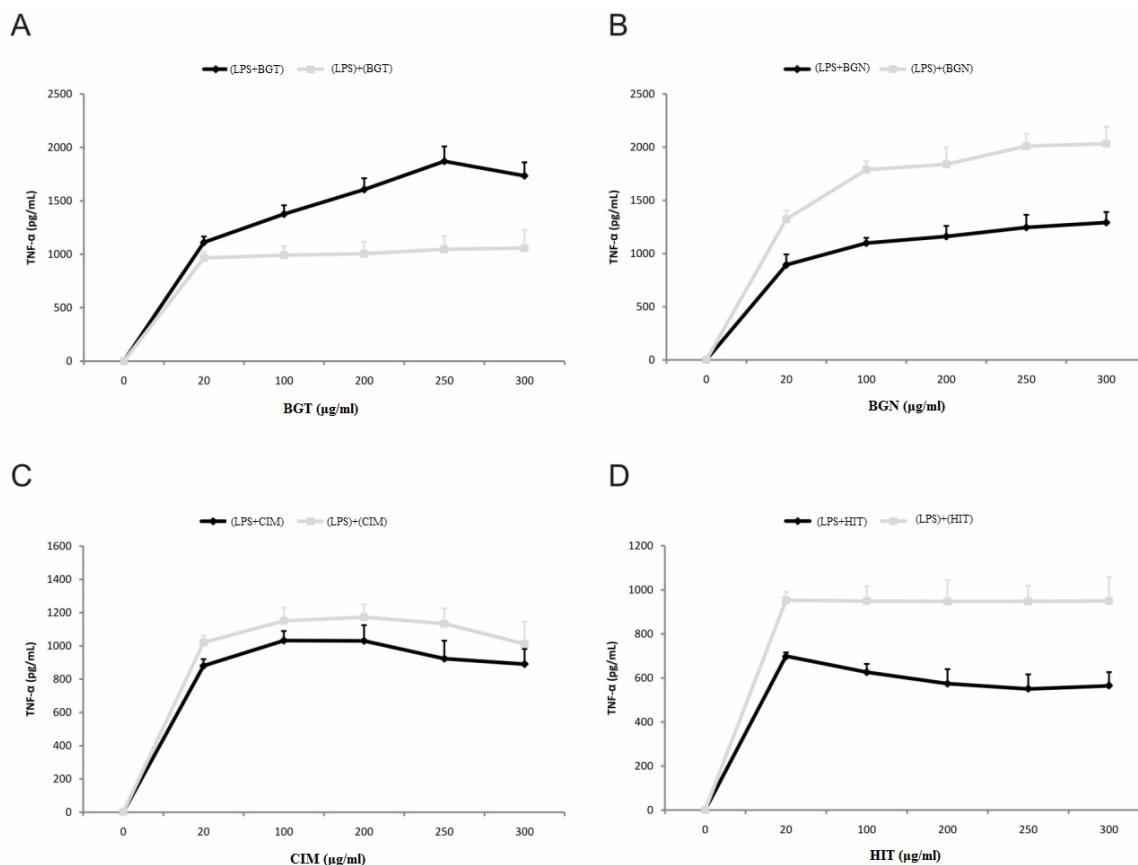 A
(LPS+BGT) (LPS)+(BGT)
2500
2000
1500
1000
500
0
TNF-α (pg/mL)
0 20 100 200 250 300
BGT (µg/ml)
B
(LPS+BGN) (LPS)+(BGN)
2500
2000
1500
1000
500
0
TNF-α (pg/mL)
0 20 100 200 250 300
BGN (µg/ml)
C
(LPS+CIM) (LPS)+(CIM)
1600
1400
1200
1000
800
600
400
200
0
TNF-α (pg/mL)
0 20 100 200 250 300
CIM (µg/ml)
D
(LPS+HIT) (LPS)+(HIT)
1200
1000
800
600
400
200
0
TNF-α (pg/mL)
0 20 100 200 250 300
HIT (µg/ml)